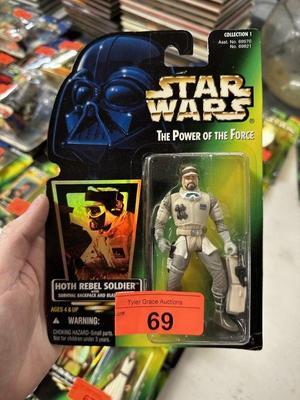 COLLECTION 1
Asst. No. 69570
No. 69821
STAR
WARS
THE POWER OF THE FORCE
HOTH REBEL SOLDIER
SURVIVAL BACKPACK AND BLAS
AGES 4 & UP
WARNING:
CHOKING HAZARD-Small parts.
Not for children under 3 years.
Tyler Grace Auctions
69